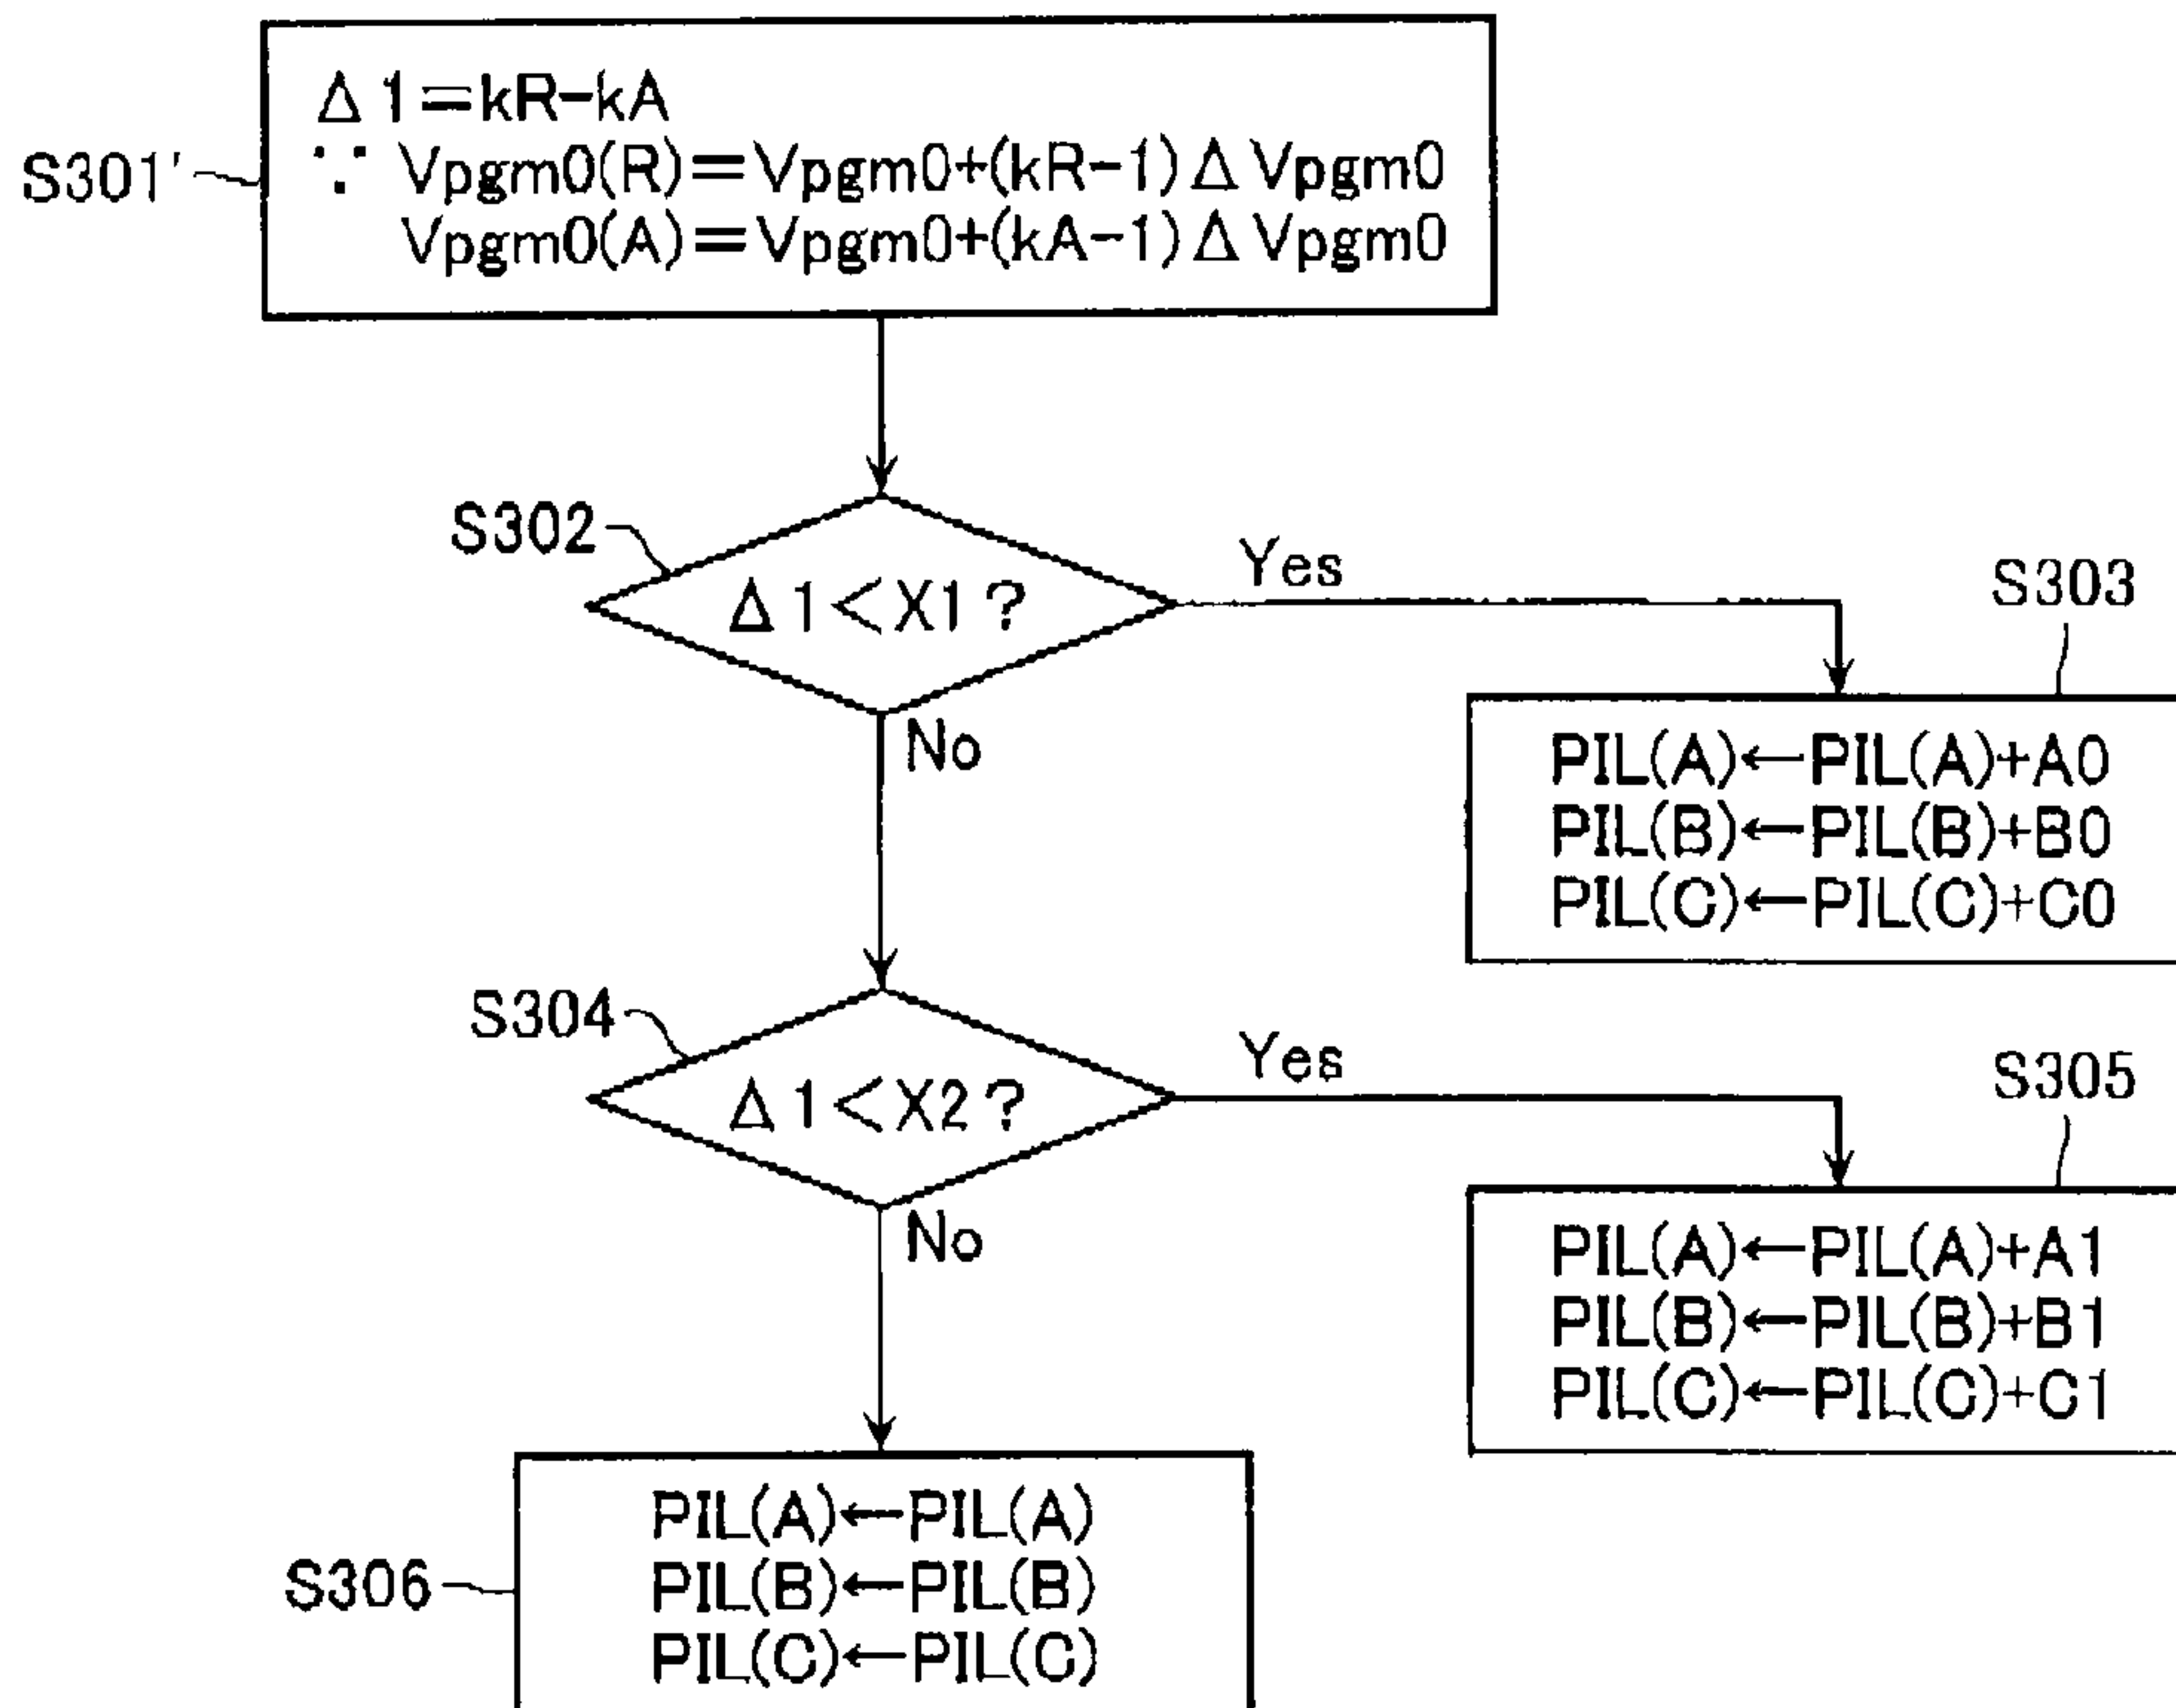 Δ1=kR-kA
∵ Vpgm0(R)=Vpgm0+(kR-1)ΔVpgm0
Vpgm0(A)=Vpgm0+(kA-1)ΔVpgm0
S301'
S302
Δ1<X1?
Yes
No
S303
PIL(A)←PIL(A)+A0
PIL(B)←PIL(B)+B0
PIL(C)←PIL(C)+C0
S304
Δ1<X2?
Yes
No
S305
PIL(A)←PIL(A)+A1
PIL(B)←PIL(B)+B1
PIL(C)←PIL(C)+C1
S306
PIL(A)←PIL(A)
PIL(B)←PIL(B)
PIL(C)←PIL(C)